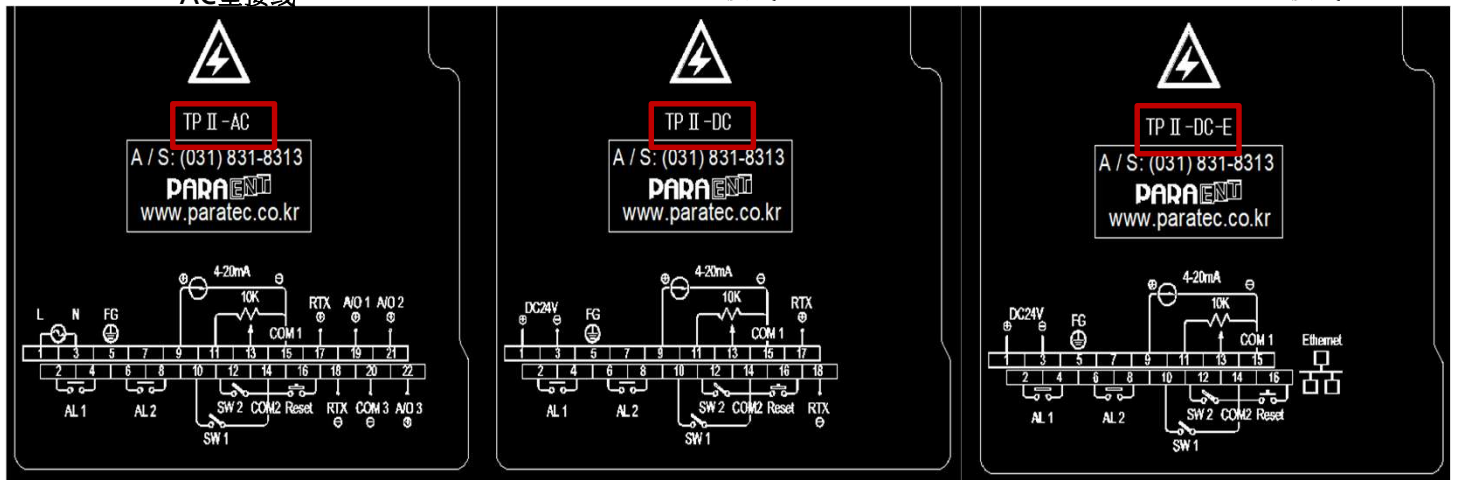 AC型接线
TP Ⅱ-AC
A / S: (031) 831-8313
PARAENT
www.paratec.co.kr
4-20mA
⊕ ⊖
10K
L N FG COM 1 RTX A/O 1 A/O 2
1 3 5 7 9 11 13 15 17 19 21
2 4 6 8 10 12 14 16 18 20 22
AL 1 AL 2 SW 2 COM2 Reset RTX COM 3 A/O 3
SW 1
TP Ⅱ-DC
A / S: (031) 831-8313
PARAENT
www.paratec.co.kr
4-20mA
⊕ ⊖
10K
DC24V FG COM 1 RTX
1 3 5 7 9 11 13 15 17
2 4 6 8 10 12 14 16 18
AL 1 AL 2 SW 2 COM2 Reset RTX
SW 1
TP Ⅱ-DC-E
A / S: (031) 831-8313
PARAENT
www.paratec.co.kr
4-20mA
⊕ ⊖
10K
DC24V FG COM 1 Ethernet
1 3 5 7 9 11 13 15
2 4 6 8 10 12 14 16
AL 1 AL 2 SW 2 COM2 Reset
SW 1